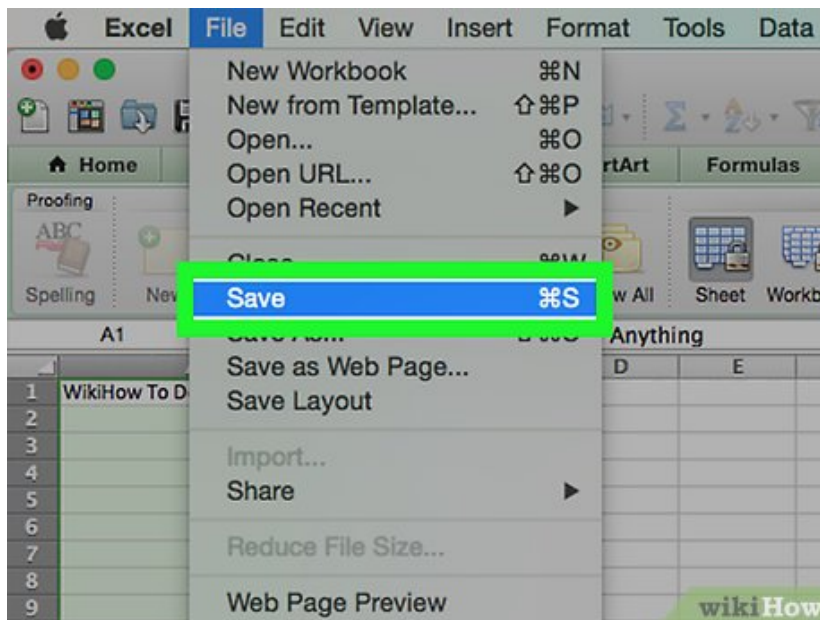 Excel File Edit View Insert Format Tools Data
New Workbook ⌘N
New from Template... ⇧⌘P
Open... ⌘O
Home
Open URL... ⇧⌘O
rtArt Formulas
Open Recent ▶
Proofing
ABC
Save ⌘S
Spelling New
w All Sheet Workb
A1
Anything
Save as Web Page...
D E
1 WikiHow To D
Save Layout
2
3
Import...
4
Share ▶
5
6
Reduce File Size...
7
8
Web Page Preview
9
wikiHow